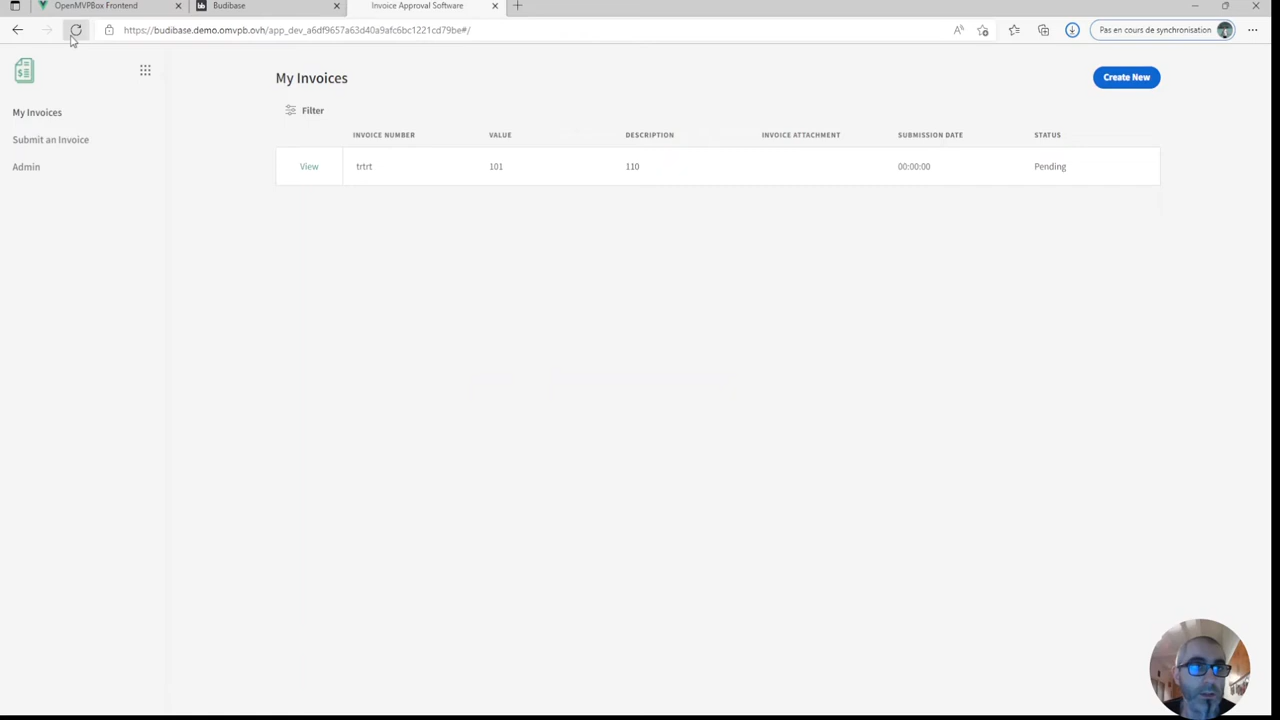 OpenMVPBox Frontend
bb Budibase
Invoice Approval Software
https://budibase.demo.omvpb.ovh/app_dev_a6df9657a63d40a9afc6bc1221cd79be#/
Pas en cours de synchronisation
My Invoices
Submit an Invoice
Admin
My Invoices
Create New
Filter
INVOICE NUMBER VALUE DESCRIPTION INVOICE ATTACHMENT SUBMISSION DATE STATUS
View trtrt 101 110 00:00:00 Pending